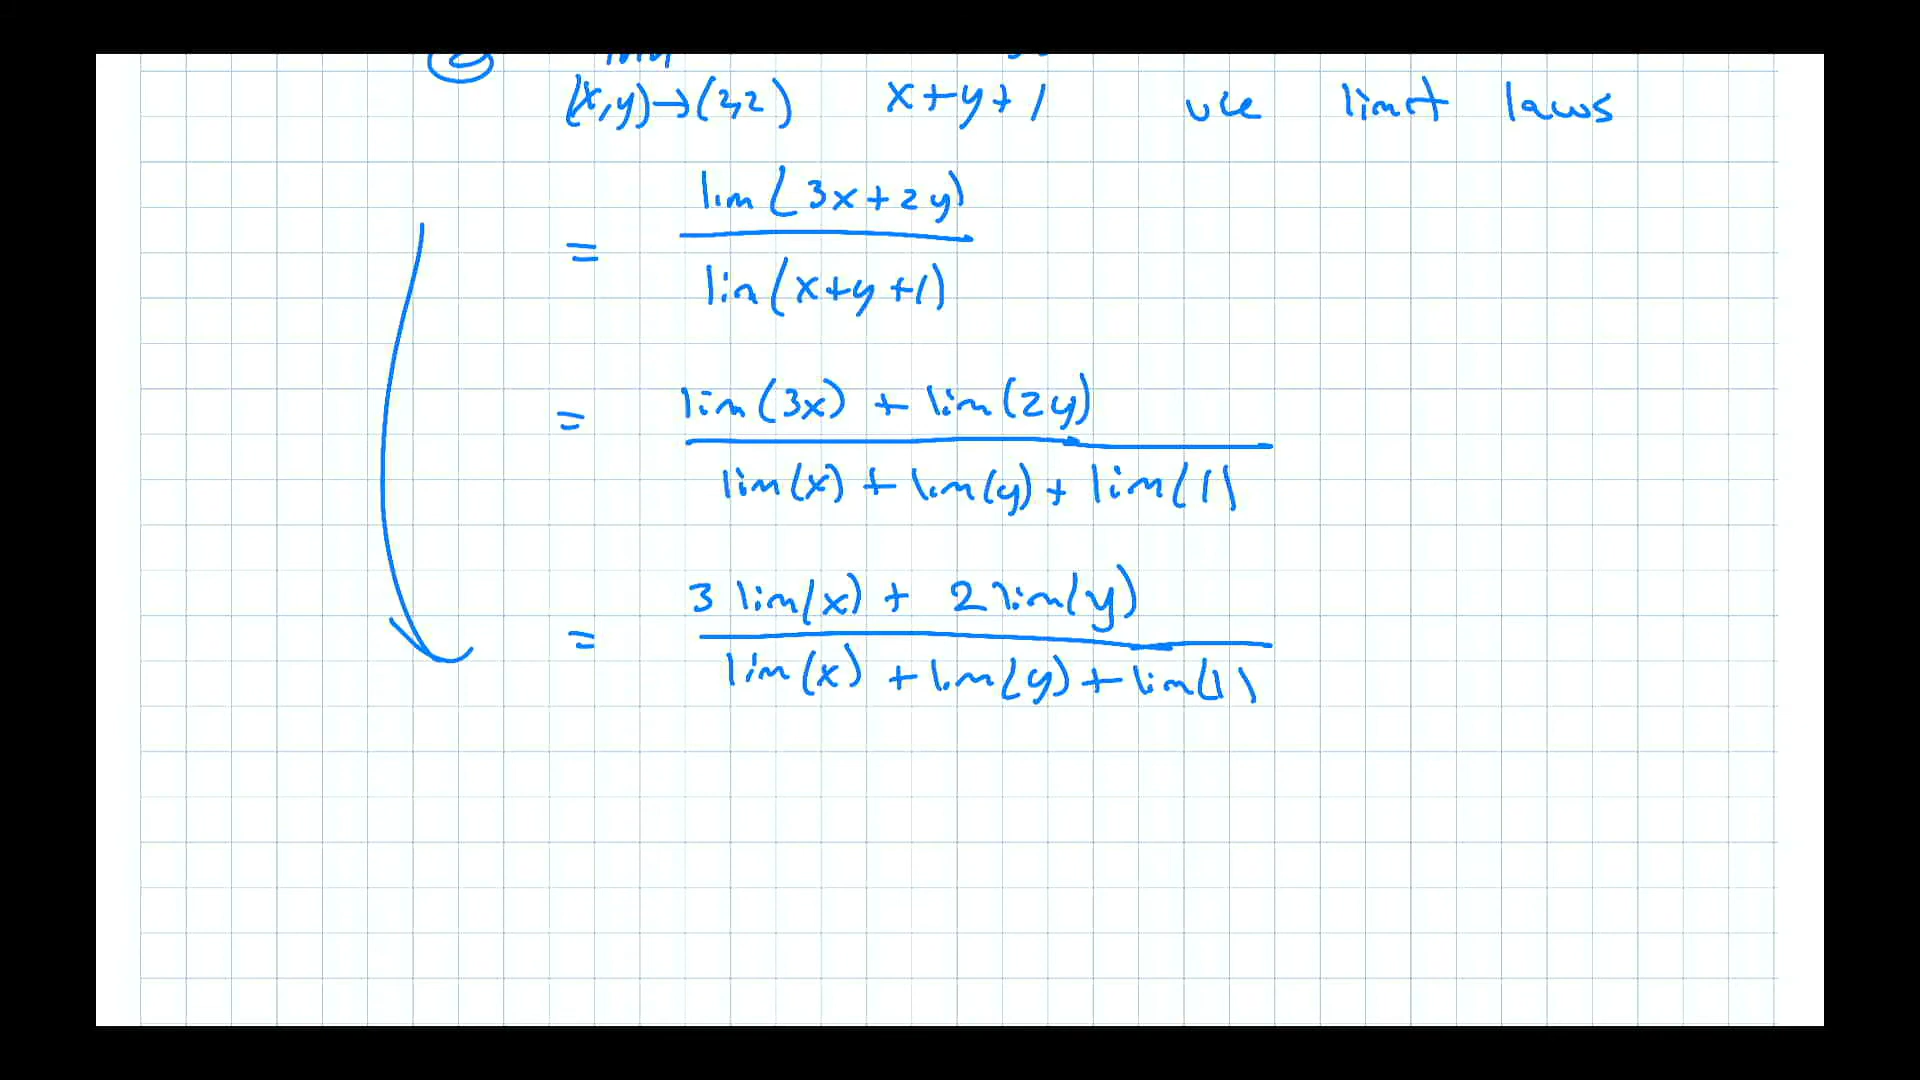 (x,y)→(2,2) x+y+1 use limit laws
lim(3x+2y)
=
lim(x+y+1)
lim(3x) + lim(2y)
=
lim(x) + lim(y) + lim(1)
3 lim(x) + 2 lim(y)
=
lim(x) + lim(y) + lim(1)